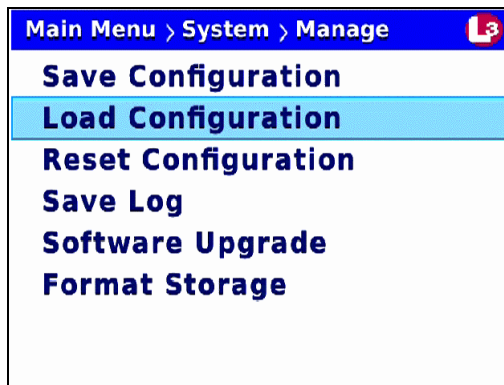 Main Menu > System > Manage L3
Save Configuration
Load Configuration
Reset Configuration
Save Log
Software Upgrade
Format Storage